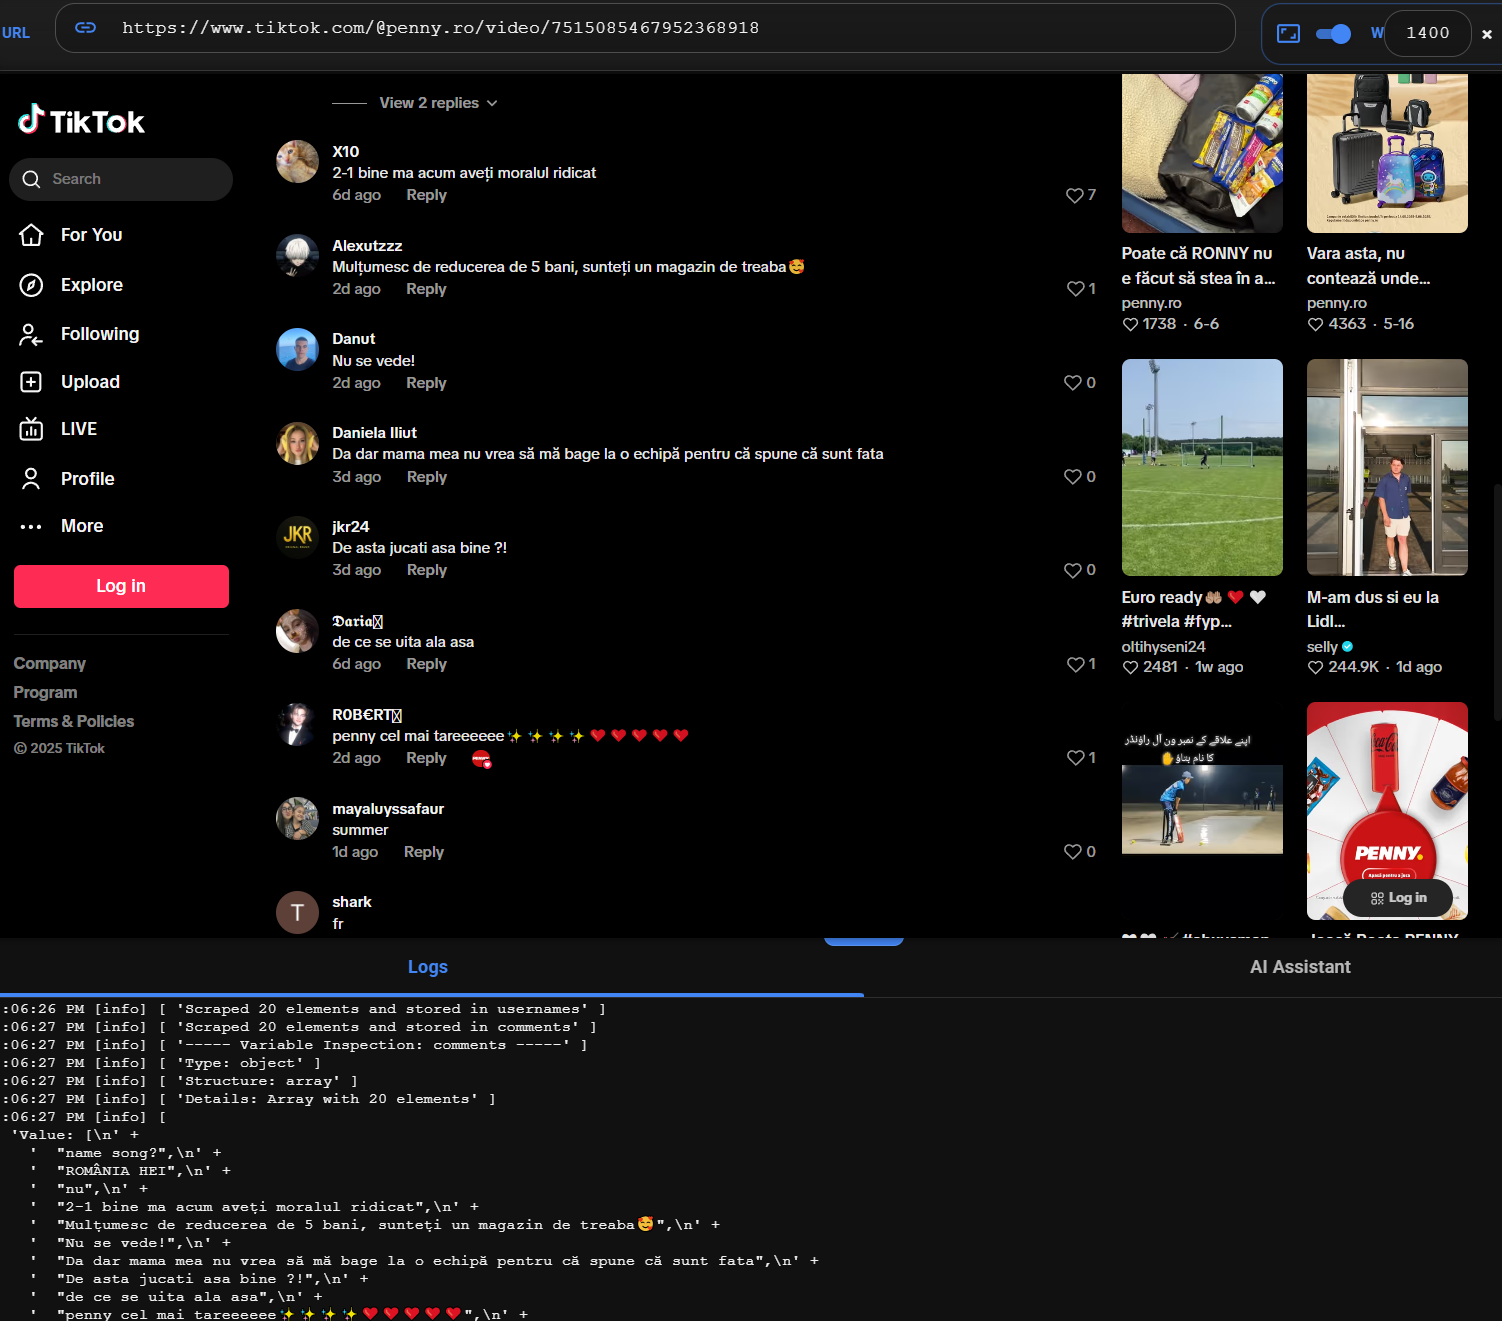 URL
https://www.tiktok.com/@penny.ro/video/7515085467952368918
W
1400
×
TikTok
Search
For You
Explore
Following
Upload
LIVE
Profile
More
Log in
Company
Program
Terms & Policies
© 2025 TikTok
View 2 replies
X10
2-1 bine ma acum aveți moralul ridicat
6d ago Reply
7
Alexutzzz
Mulțumesc de reducerea de 5 bani, sunteți un magazin de treaba🥰
2d ago Reply
1
Danut
Nu se vede!
2d ago Reply
0
Daniela Iliut
Da dar mama mea nu vrea să mă bage la o echipă pentru că spune că sunt fata
3d ago Reply
0
JKR
jkr24
De asta jucati asa bine ?!
3d ago Reply
0
𝕯𝖆𝖗𝖎𝖆
de ce se uita ala asa
6d ago Reply
1
R0B€RT
penny cel mai tareeeeee✨✨✨✨❤️❤️❤️❤️❤️
2d ago Reply
1
mayaluyssafaur
summer
1d ago Reply
0
T
shark
fr
Poate că RONNY nu
e făcut să stea în a...
penny.ro
1738 · 6-6
Vara asta, nu
contează unde...
penny.ro
4363 · 5-16
Euro ready🤲🏽❤️🤍
#trivela #fyp...
oltihyseni24
2481 · 1w ago
M-am dus si eu la
Lidl...
selly
244.9K · 1d ago
اپنے علاقے کے نمبر ون آل راؤنڈر
کا نام بتاؤ✋
Coca-Cola
PENNY.
Apasă pentru a juca
Log in
Joacă Roata PENNY
Logs
AI Assistant
:06:26 PM [info] [ 'Scraped 20 elements and stored in usernames' ]
:06:27 PM [info] [ 'Scraped 20 elements and stored in comments' ]
:06:27 PM [info] [ '----- Variable Inspection: comments -----' ]
:06:27 PM [info] [ 'Type: object' ]
:06:27 PM [info] [ 'Structure: array' ]
:06:27 PM [info] [ 'Details: Array with 20 elements' ]
:06:27 PM [info] [
'Value: [\n' +
' "name song?",\n' +
' "ROMÂNIA HEI",\n' +
' "nu",\n' +
' "2-1 bine ma acum aveți moralul ridicat",\n' +
' "Mulțumesc de reducerea de 5 bani, sunteți un magazin de treaba🥰",\n' +
' "Nu se vede!",\n' +
' "Da dar mama mea nu vrea să mă bage la o echipă pentru că spune că sunt fata",\n' +
' "De asta jucati asa bine ?!",\n' +
' "de ce se uita ala asa",\n' +
' "penny cel mai tareeeeee✨✨✨✨❤️❤️❤️❤️❤️",\n' +